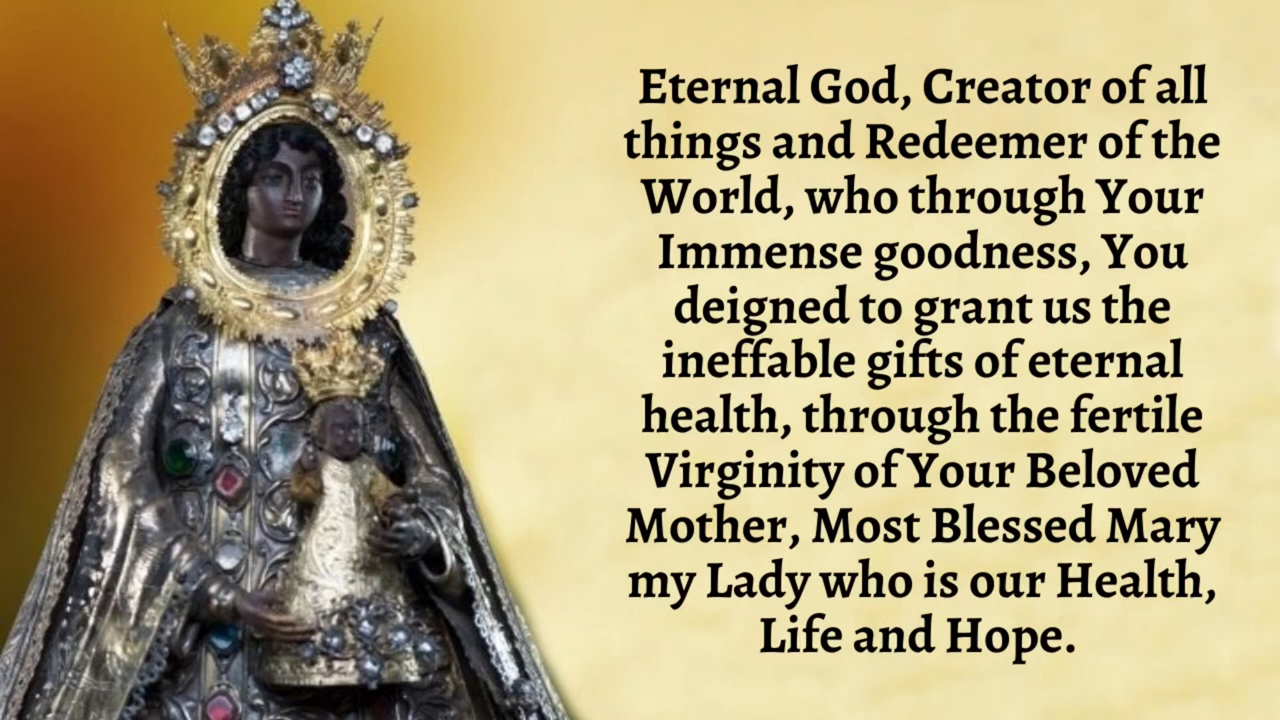 Eternal God, Creator of all
things and Redeemer of the
World, who through Your
Immense goodness, You
deigned to grant us the
ineffable gifts of eternal
health, through the fertile
Virginity of Your Beloved
Mother, Most Blessed Mary
my Lady who is our Health,
Life and Hope.